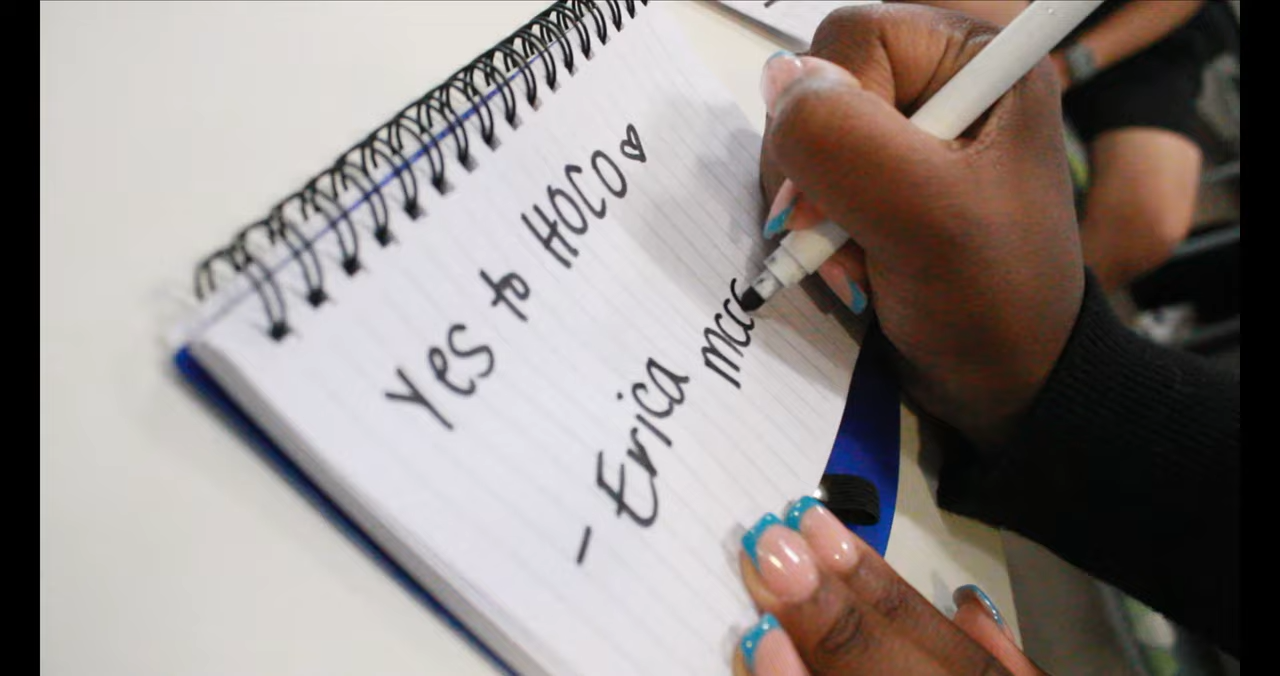 Yes to HOCO♡
- Erica mcc